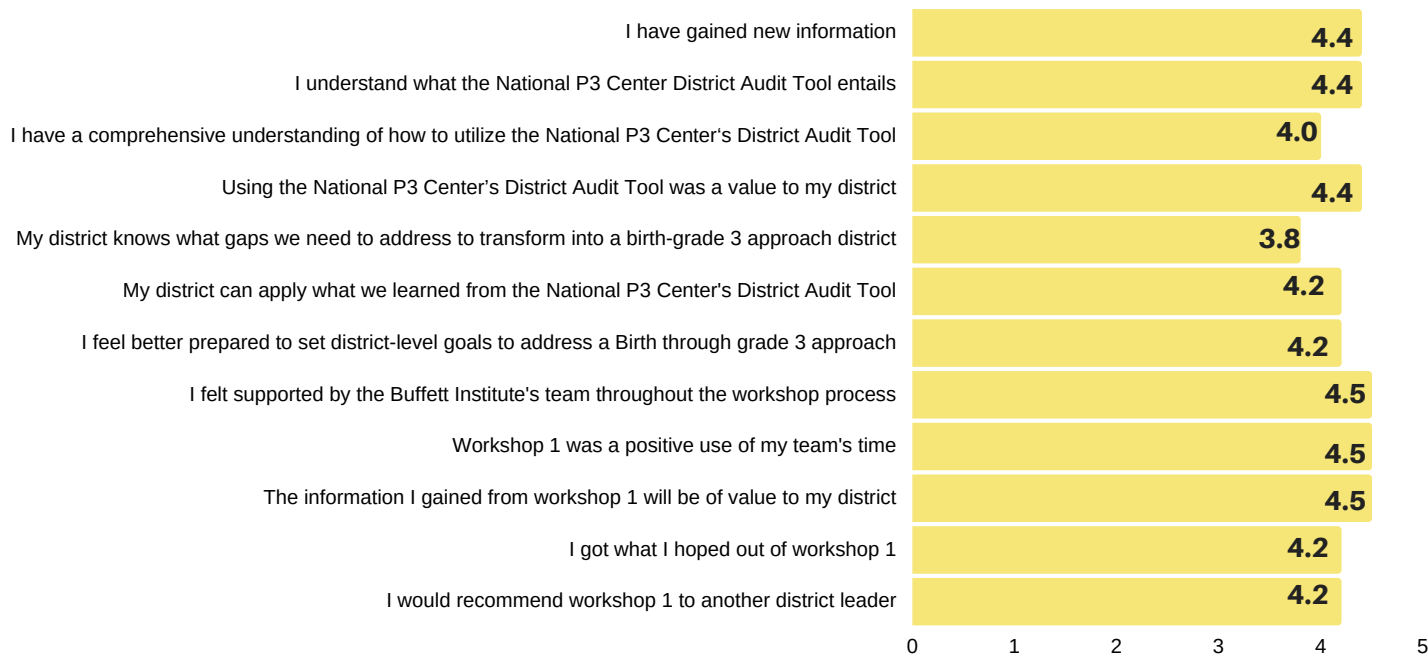 I have gained new information
4.4
I understand what the National P3 Center District Audit Tool entails
4.4
I have a comprehensive understanding of how to utilize the National P3 Center‘s District Audit Tool
4.0
Using the National P3 Center’s District Audit Tool was a value to my district
4.4
My district knows what gaps we need to address to transform into a birth-grade 3 approach district
3.8
My district can apply what we learned from the National P3 Center's District Audit Tool
4.2
I feel better prepared to set district-level goals to address a Birth through grade 3 approach
4.2
I felt supported by the Buffett Institute's team throughout the workshop process
4.5
Workshop 1 was a positive use of my team's time
4.5
The information I gained from workshop 1 will be of value to my district
4.5
I got what I hoped out of workshop 1
4.2
I would recommend workshop 1 to another district leader
4.2
0 1 2 3 4 5